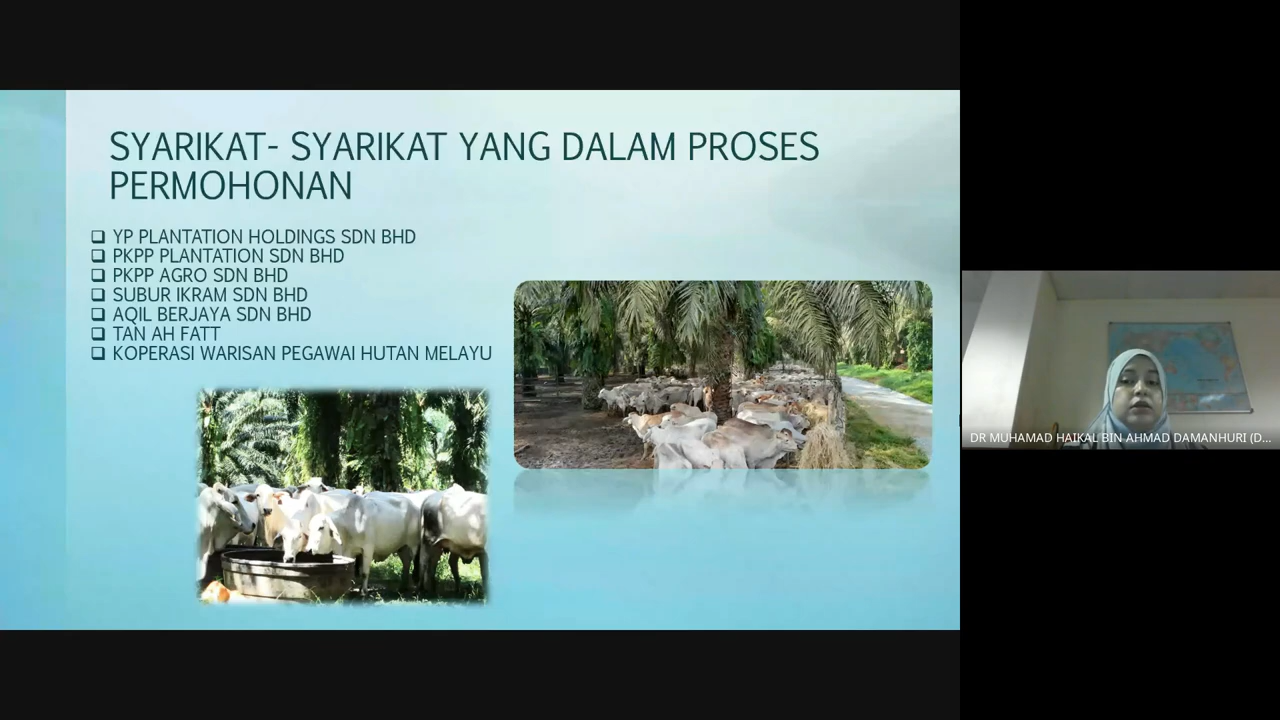 SYARIKAT- SYARIKAT YANG DALAM PROSES
PERMOHONAN
YP PLANTATION HOLDINGS SDN BHD
PKPP PLANTATION SDN BHD
PKPP AGRO SDN BHD
SUBUR IKRAM SDN BHD
AQIL BERJAYA SDN BHD
TAN AH FATT
KOPERASI WARISAN PEGAWAI HUTAN MELAYU
DR MUHAMAD HAIKAL BIN AHMAD DAMANHURI (D...